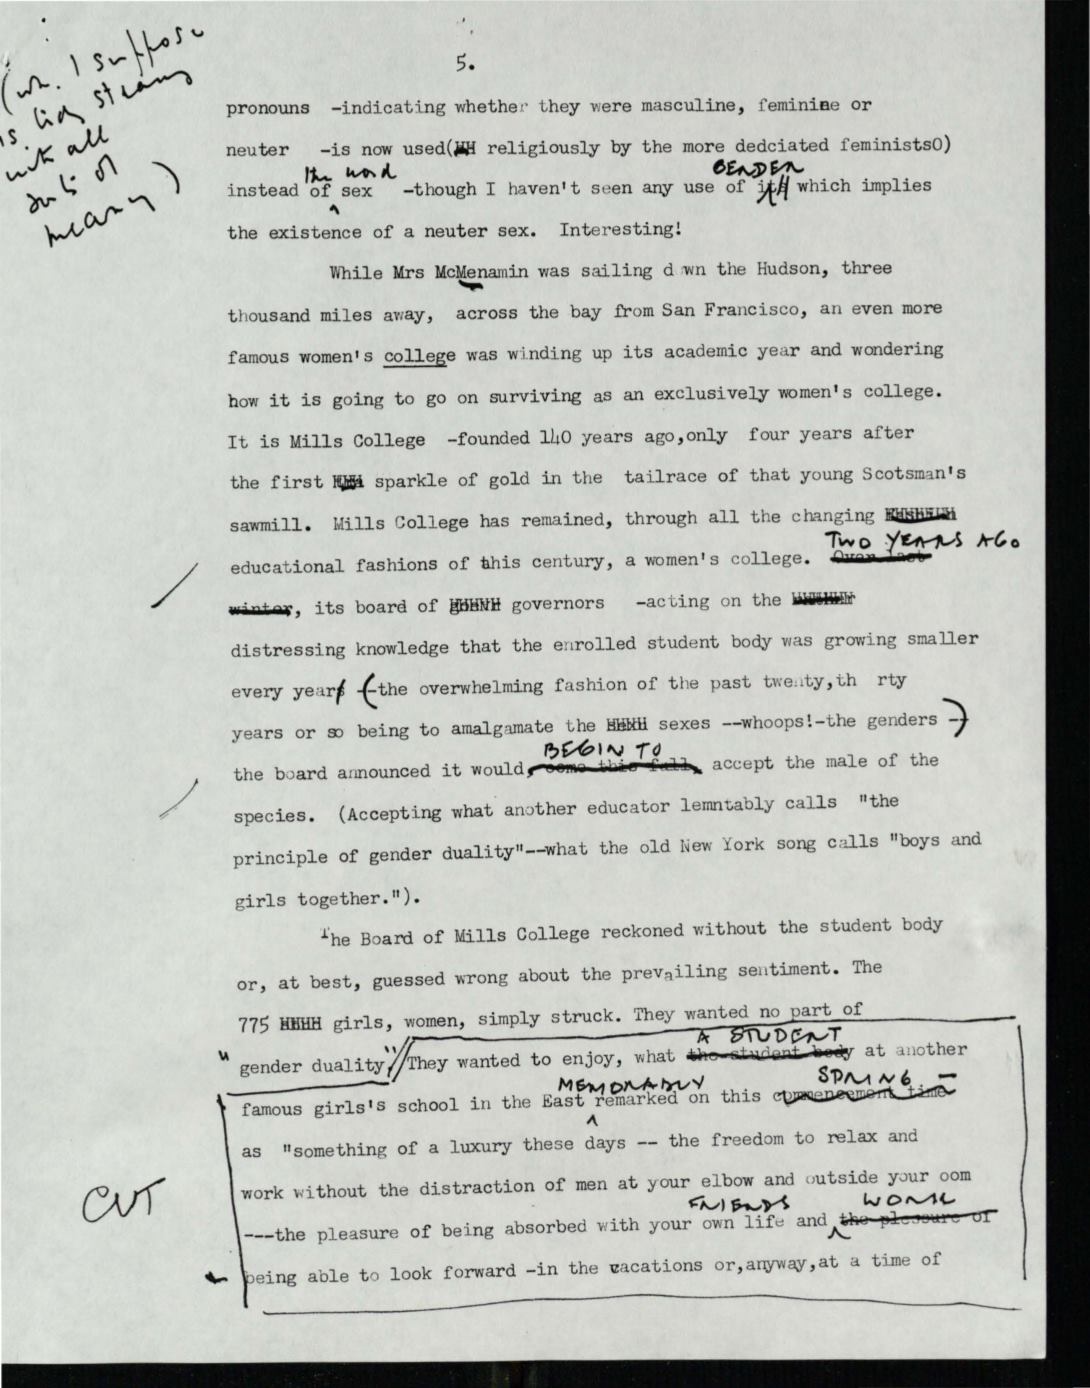 (wh. I suppose
is
with all
of
meaning)
5.
pronouns -indicating whether they were masculine, feminine or
neuter -is now used( religiously by the more dedciated feminists0)
the word GENDER
instead of sex -though I haven't seen any use of it which implies
the existence of a neuter sex. Interesting!
While Mrs McMenamin was sailing d wn the Hudson, three
thousand miles away, across the bay from San Francisco, an even more
famous women's college was winding up its academic year and wondering
how it is going to go on surviving as an exclusively women's college.
It is Mills College -founded 140 years ago,only four years after
the first sparkle of gold in the tailrace of that young Scotsman's
sawmill. Mills College has remained, through all the changing
TWO YEARS AGO
educational fashions of this century, a women's college. Over last
winter, its board of governors -acting on the
distressing knowledge that the enrolled student body was growing smaller
every year (-the overwhelming fashion of the past twenty,th rty
years or so being to amalgamate the sexes --whoops!-the genders -)
BEGIN TO
the board announced it would, come this fall, accept the male of the
species. (Accepting what another educator lemntably calls "the
principle of gender duality"--what the old New York song calls "boys and
girls together.").
The Board of Mills College reckoned without the student body
or, at best, guessed wrong about the prevailing sentiment. The
775 girls, women, simply struck. They wanted no part of
A STUDENT
"gender duality"//They wanted to enjoy, what the student body at another
MEMORABLY SPRING -
famous girls's school in the East remarked on this commencement time
as "something of a luxury these days -- the freedom to relax and
work without the distraction of men at your elbow and outside your oom
CUT
FRIENDS WORK
---the pleasure of being absorbed with your own life and the pleasure of
being able to look forward -in the vacations or,anyway,at a time of